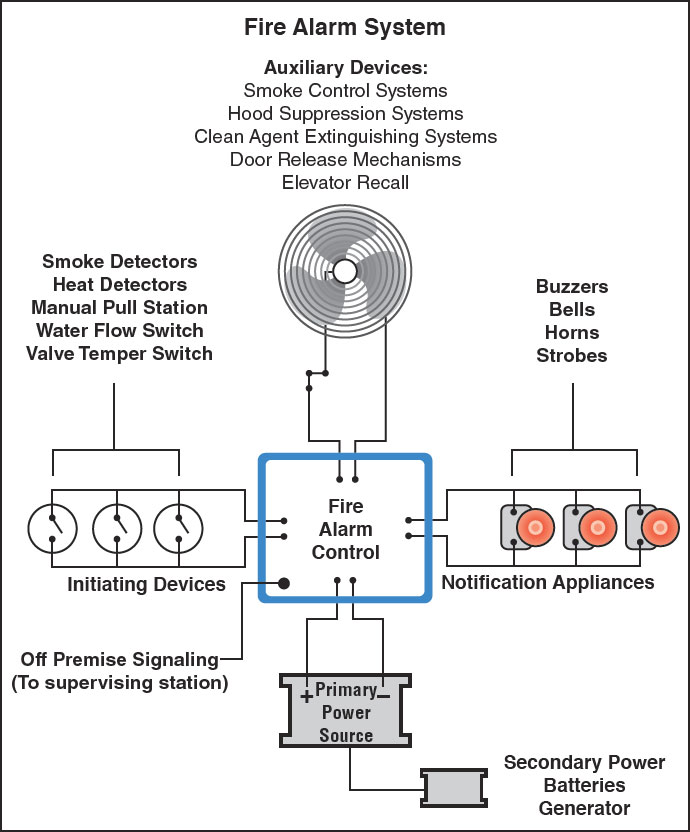 Fire Alarm System
Auxiliary Devices:
Smoke Control Systems
Hood Suppression Systems
Clean Agent Extinguishing Systems
Door Release Mechanisms
Elevator Recall
Smoke Detectors
Heat Detectors
Manual Pull Station
Water Flow Switch
Valve Temper Switch
Buzzers
Bells
Horns
Strobes
Fire
Alarm
Control
Initiating Devices
Notification Appliances
Off Premise Signaling
(To supervising station)
+ Primary −
Power
Source
Secondary Power
Batteries
Generator